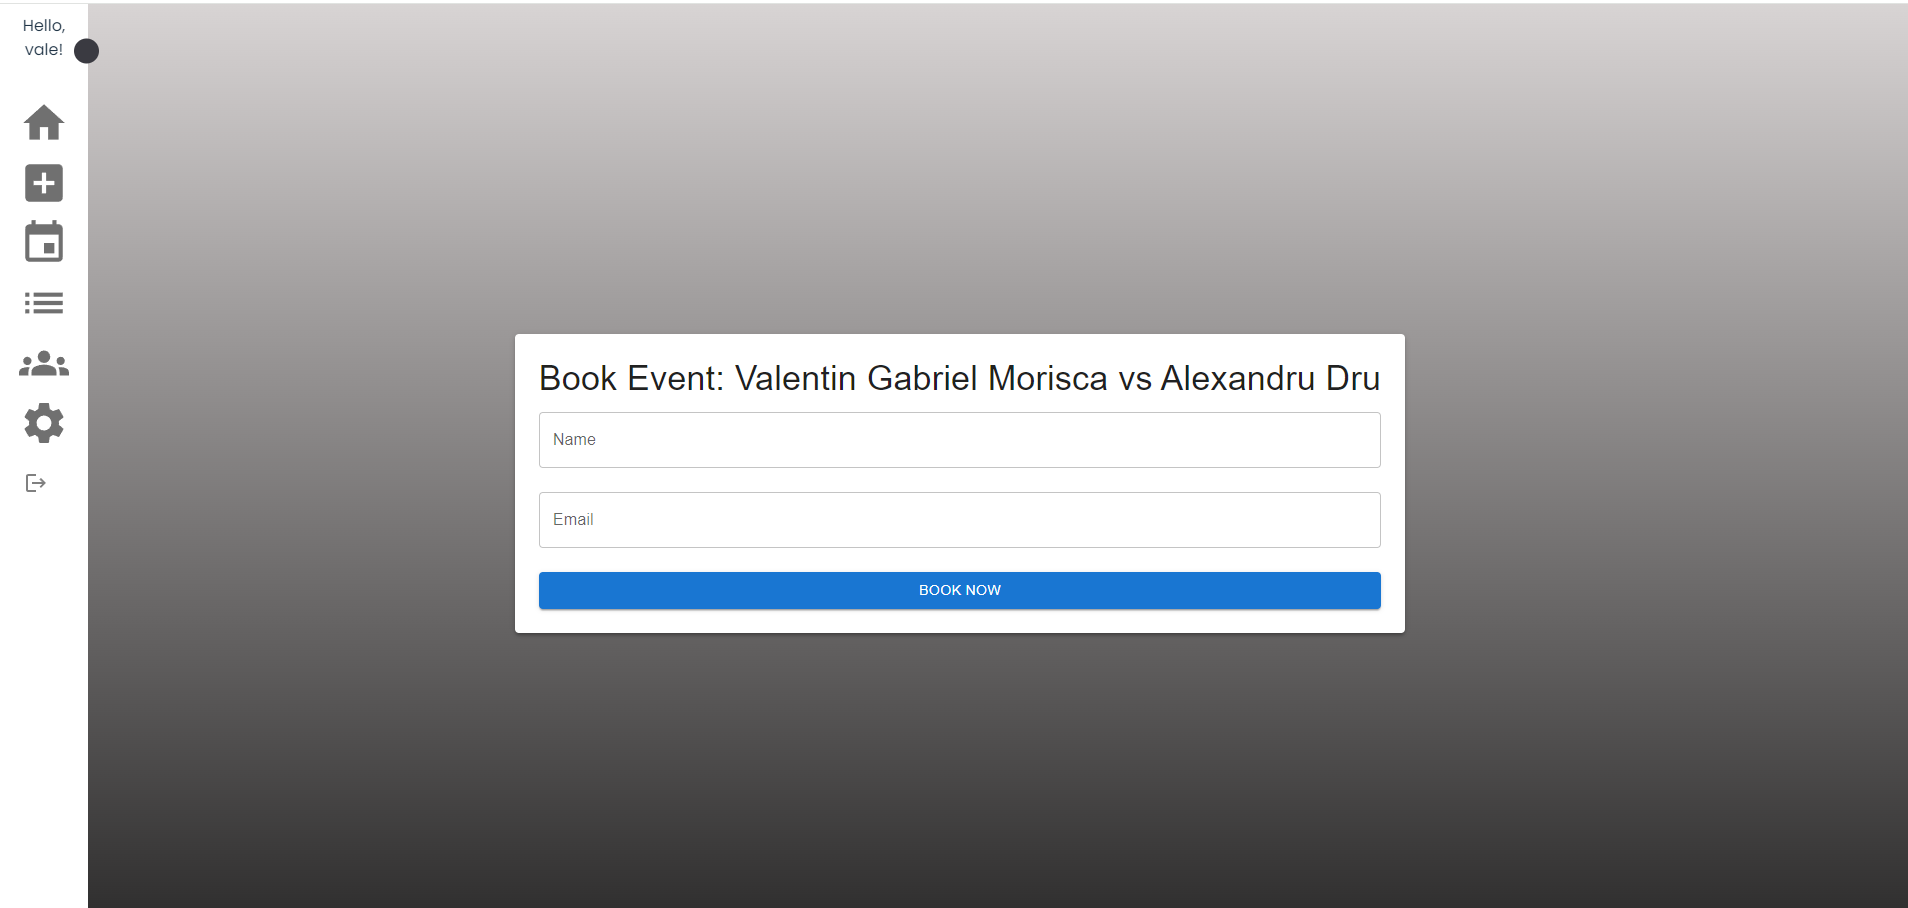 Hello,
vale!
Book Event: Valentin Gabriel Morisca vs Alexandru Dru
Name
Email
BOOK NOW